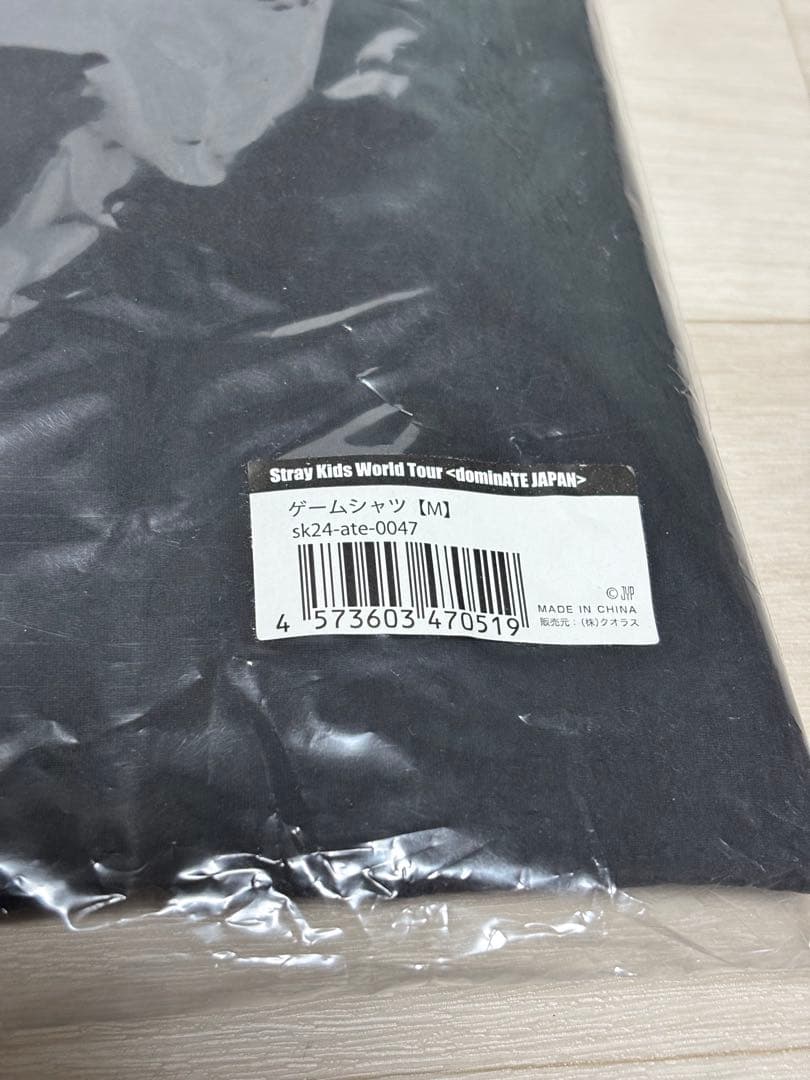 Stray Kids World Tour <dominATE JAPAN>
ゲームシャツ【M】
sk24-ate-0047
4 573603 470519
© JYP
MADE IN CHINA
販売元：（株）クオラス